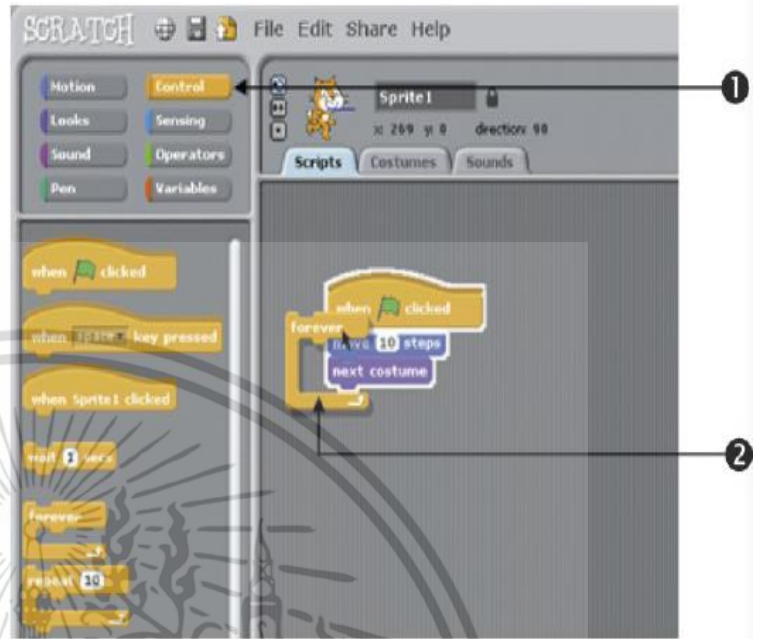 SCRATCH File Edit Share Help
Motion Control
Looks Sensing
Sound Operators
Pen Variables
Sprite1
x: 269 y: 0 direction: 90
Scripts Costumes Sounds
when clicked
when space key pressed
when Sprite1 clicked
wait 1 secs
forever
repeat 10
when clicked
forever
move 10 steps
next costume
1
2